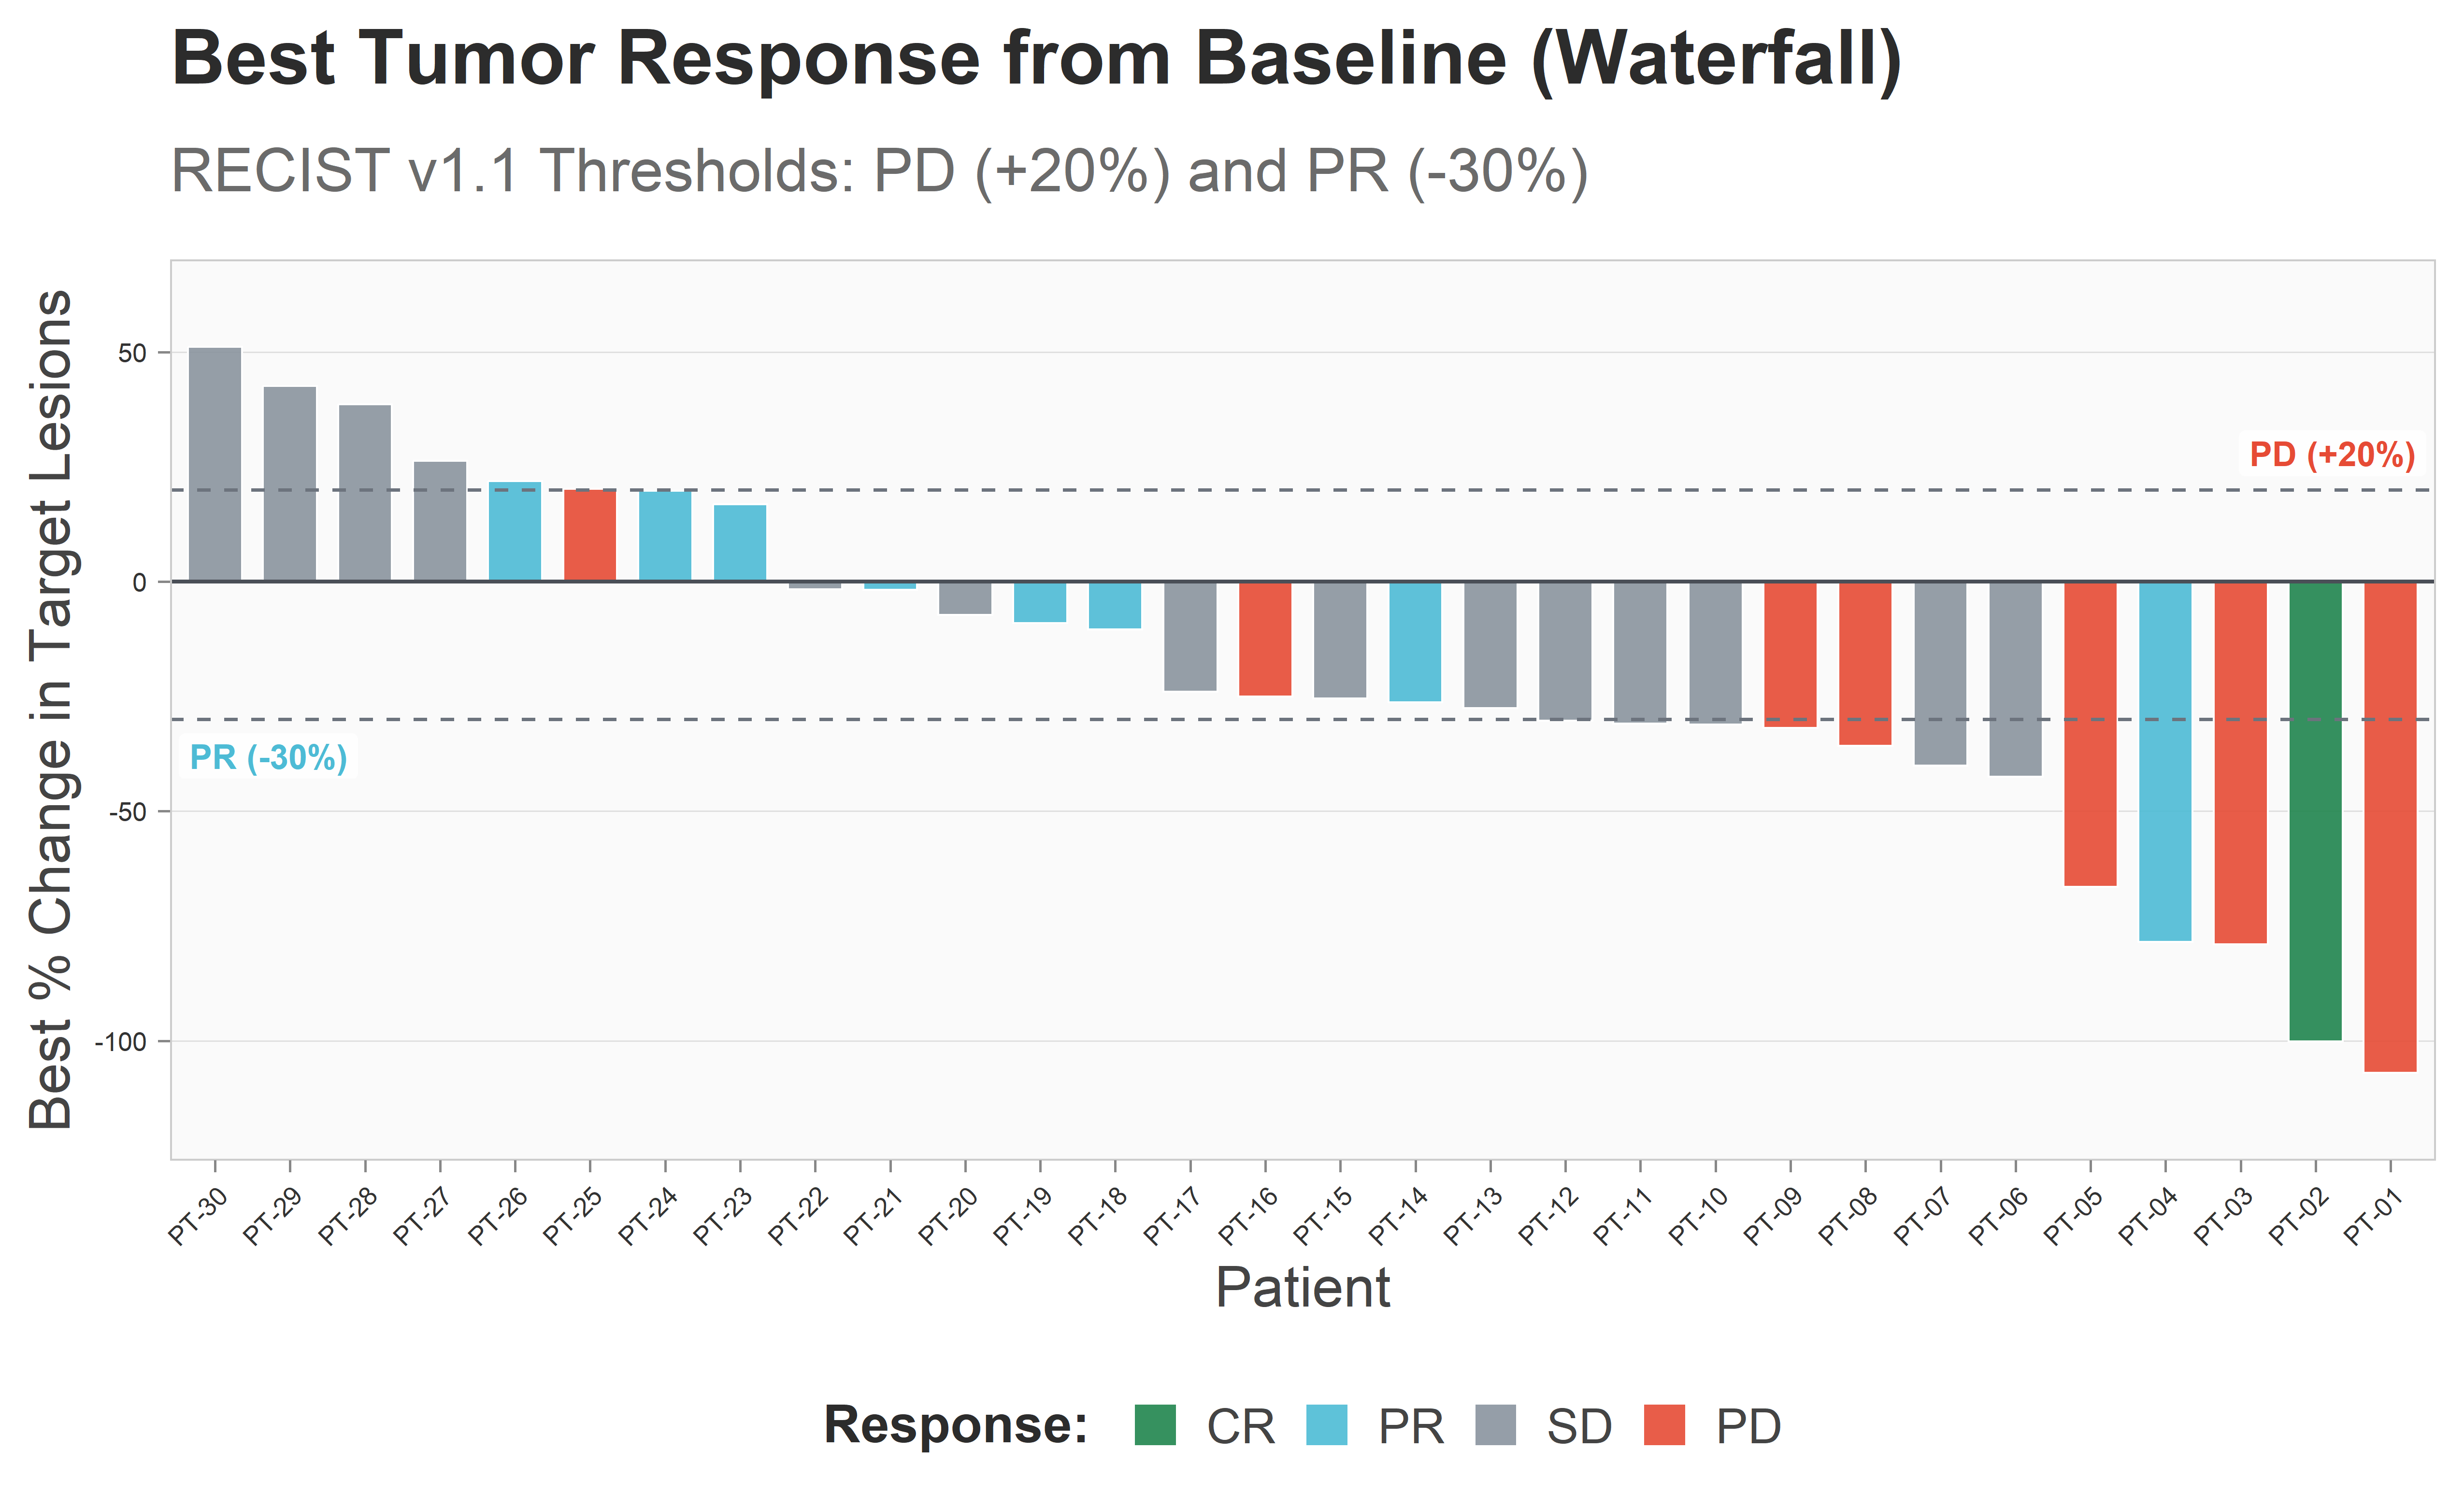 Best Tumor Response from Baseline (Waterfall)
RECIST v1.1 Thresholds: PD (+20%) and PR (-30%)
Best % Change in Target Lesions
50
0
-50
-100
PD (+20%)
PR (-30%)
PT-30
PT-29
PT-28
PT-27
PT-26
PT-25
PT-24
PT-23
PT-22
PT-21
PT-20
PT-19
PT-18
PT-17
PT-16
PT-15
PT-14
PT-13
PT-12
PT-11
PT-10
PT-09
PT-08
PT-07
PT-06
PT-05
PT-04
PT-03
PT-02
PT-01
Patient
Response: CR PR SD PD